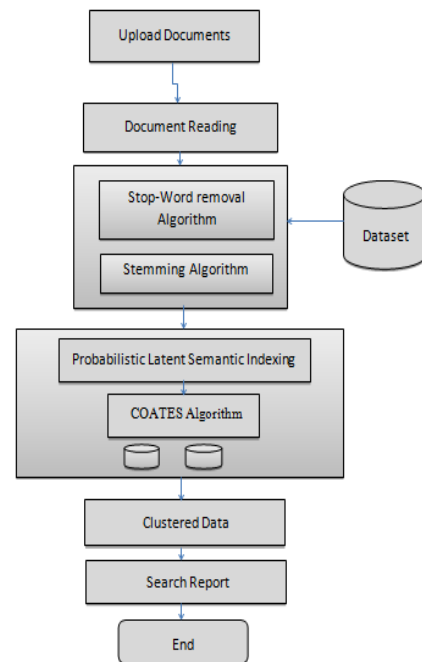 Upload Documents
Document Reading
Stop-Word removal
Algorithm
Dataset
Stemming Algorithm
Probabilistic Latent Semantic Indexing
COATES Algorithm
Clustered Data
Search Report
End